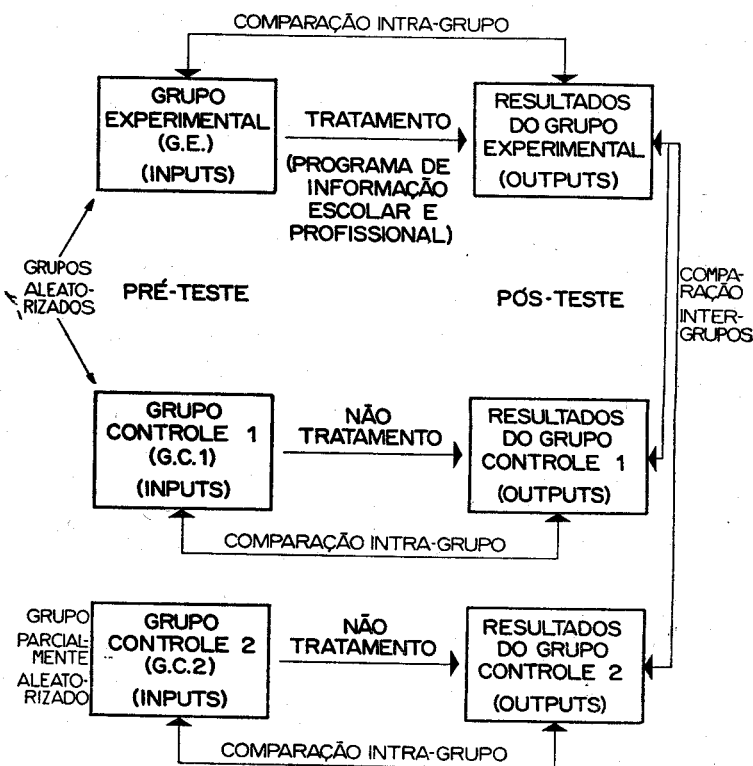 COMPARAÇÃO INTRA-GRUPO
GRUPO
EXPERIMENTAL
(G.E.)
(INPUTS)
TRATAMENTO
(PROGRAMA DE
INFORMAÇÃO
ESCOLAR E
PROFISSIONAL)
RESULTADOS
DO GRUPO
EXPERIMENTAL
(OUTPUTS)
GRUPOS
ALEATO-
RIZADOS
PRÉ-TESTE
PÓS-TESTE
COMPA-
RAÇÃO
INTER-
GRUPOS
GRUPO
CONTROLE 1
(G.C.1)
(INPUTS)
NÃO
TRATAMENTO
RESULTADOS
DO GRUPO
CONTROLE 1
(OUTPUTS)
COMPARAÇÃO INTRA-GRUPO
GRUPO
PARCIAL-
MENTE
ALEATO-
RIZADO
GRUPO
CONTROLE 2
(G.C.2)
(INPUTS)
NÃO
TRATAMENTO
RESULTADOS
DO GRUPO
CONTROLE 2
(OUTPUTS)
COMPARAÇÃO INTRA-GRUPO